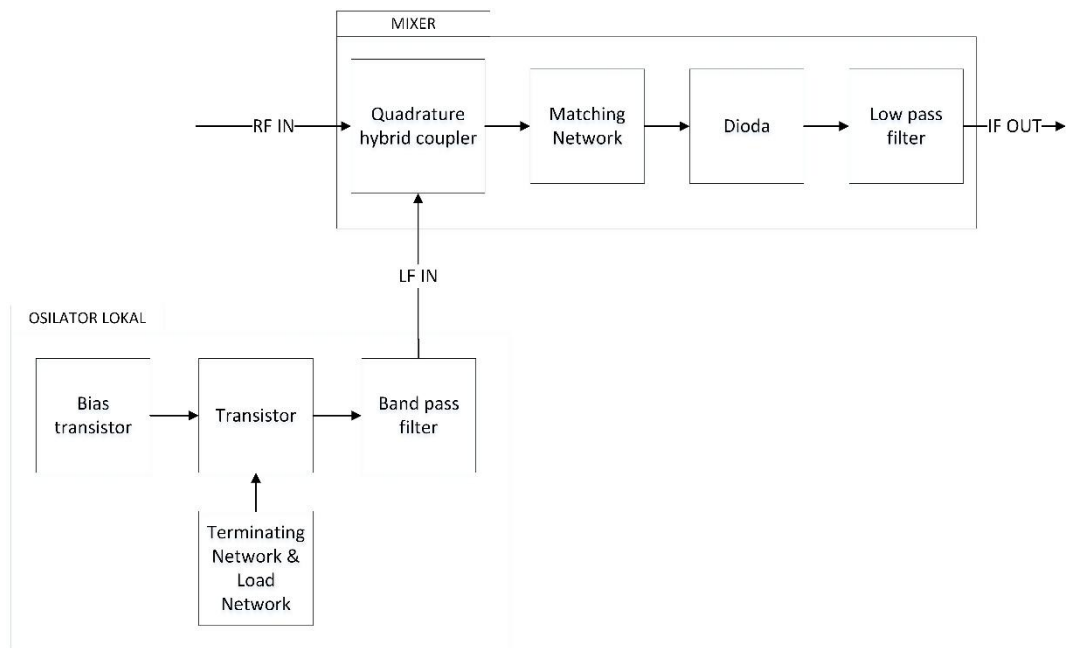 MIXER
RF IN
Quadrature
hybrid coupler
Matching
Network
Dioda
Low pass
filter
IF OUT
LF IN
OSILATOR LOKAL
Bias
transistor
Transistor
Band pass
filter
Terminating
Network &
Load
Network